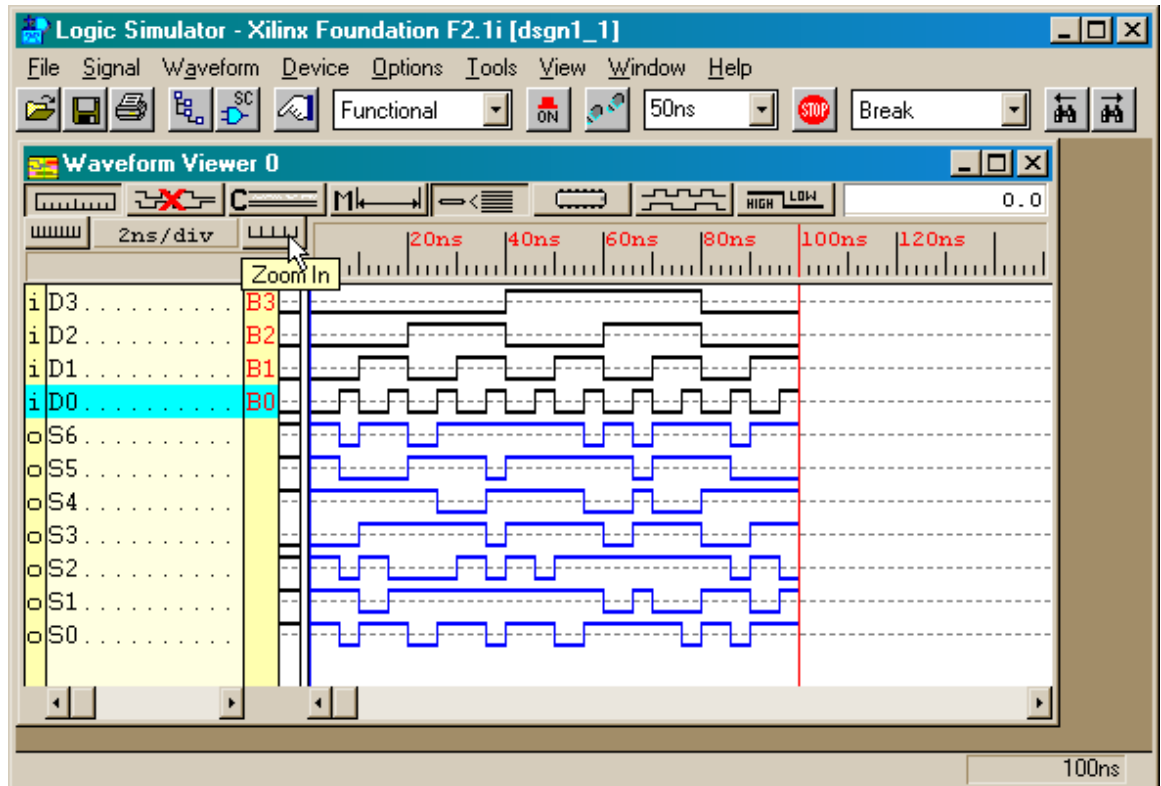 Logic Simulator - Xilinx Foundation F2.1i [dsgn1_1]
File Signal Waveform Device Options Tools View Window Help
SC Functional ON 50ns STOP Break
Waveform Viewer 0
C M HIGH LOW 0.0
2ns/div 20ns 40ns 60ns 80ns 100ns 120ns
Zoom In
i D3.......... B3
i D2.......... B2
i D1.......... B1
i D0.......... B0
o S6..........
o S5..........
o S4..........
o S3..........
o S2..........
o S1..........
o S0..........
100ns